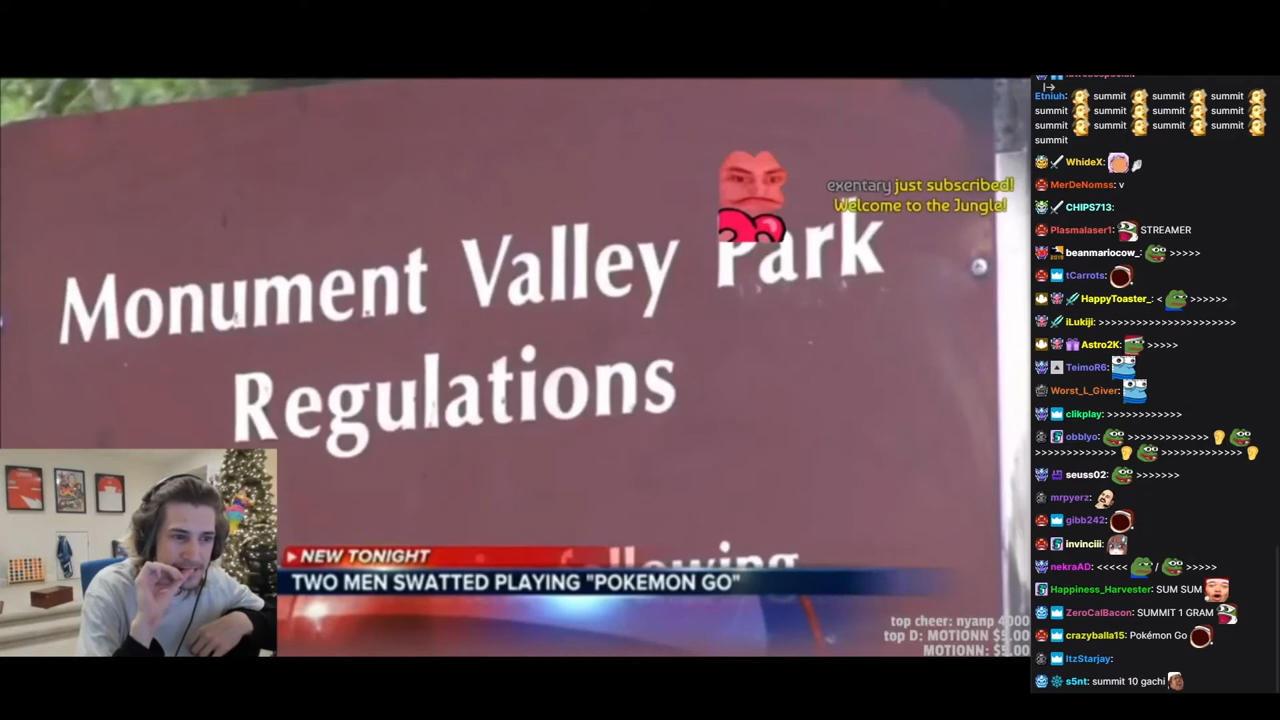 Monument Valley Park
Regulations
following
exentary just subscribed!
Welcome to the Jungle!
NEW TONIGHT
TWO MEN SWATTED PLAYING "POKEMON GO"
top cheer: nyanp 4000
top D: MOTIONN $5.00
MOTIONN: $5.00
Etniuh: summit summit summit
summit summit summit summit
summit summit summit summit
summit
WhideX:
MerDeNomss: v
CHIPS713:
Plasmalaser1: STREAMER
beanmariocow_: >>>>>
tCarrots:
HappyToaster_: < >>>>>>
iLukiji: >>>>>>>>>>>>>>>>>>>>>>>
Astro2K: >>>>>
TeimoR6:
Worst_L_Giver:
clikplay: >>>>>>>>>>>>
obblyo: >>>>>>>>>>>>>
>>>>>>>>>>>>> >>>>>>>>>>>>>
seuss02: >>>>>>>
mrpyerz:
gibb242:
invinciii:
nekraAD: <<<<< / >>>>>
Happiness_Harvester: SUM SUM
ZeroCalBacon: SUMMIT 1 GRAM
crazyballa15: Pokémon Go
ItzStarjay:
s5nt: summit 10 gachi